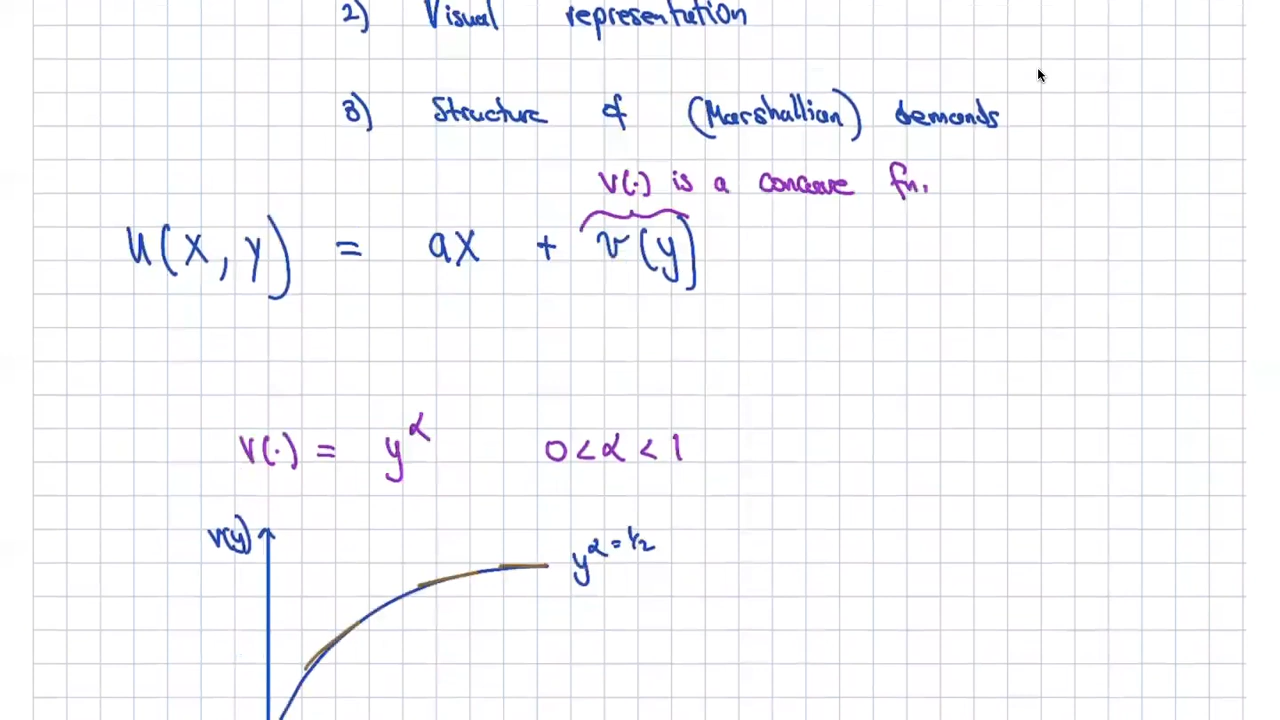 2) Visual representation
3) Structure of (Marshallian) demands
v(·) is a concave fn.
u(x, y) = ax + v(y)
v(·) = y^α 0 < α < 1
v(y)
y^α = 1/2